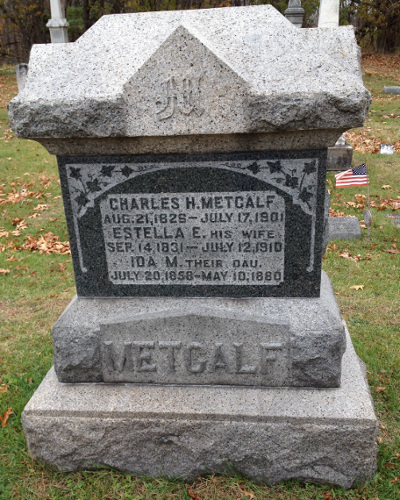 M
CHARLES H. METCALF
AUG. 21, 1826 – JULY 17, 1901
ESTELLA E. HIS WIFE
SEP. 14, 1831 – JULY 12, 1910
IDA M. THEIR DAU.
JULY 20, 1858 – MAY 10, 1880
METCALF